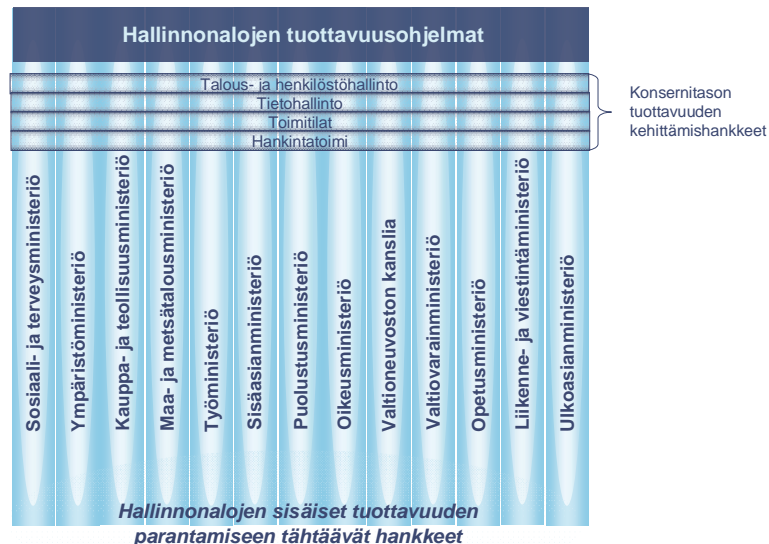 Hallinnonalojen tuottavuusohjelmat
Talous- ja henkilöstöhallinto
Tietohallinto
Toimitilat
Hankintatoimi
Konsernitason
tuottavuuden
kehittämishankkeet
Sosiaali- ja terveysministeriö
Ympäristöministeriö
Kauppa- ja teollisuusministeriö
Maa- ja metsätalousministeriö
Työministeriö
Sisäasianministeriö
Puolustusministeriö
Oikeusministeriö
Valtioneuvoston kanslia
Valtiovarainministeriö
Opetusministeriö
Liikenne- ja viestintäministeriö
Ulkoasianministeriö
Hallinnonalojen sisäiset tuottavuuden
parantamiseen tähtäävät hankkeet